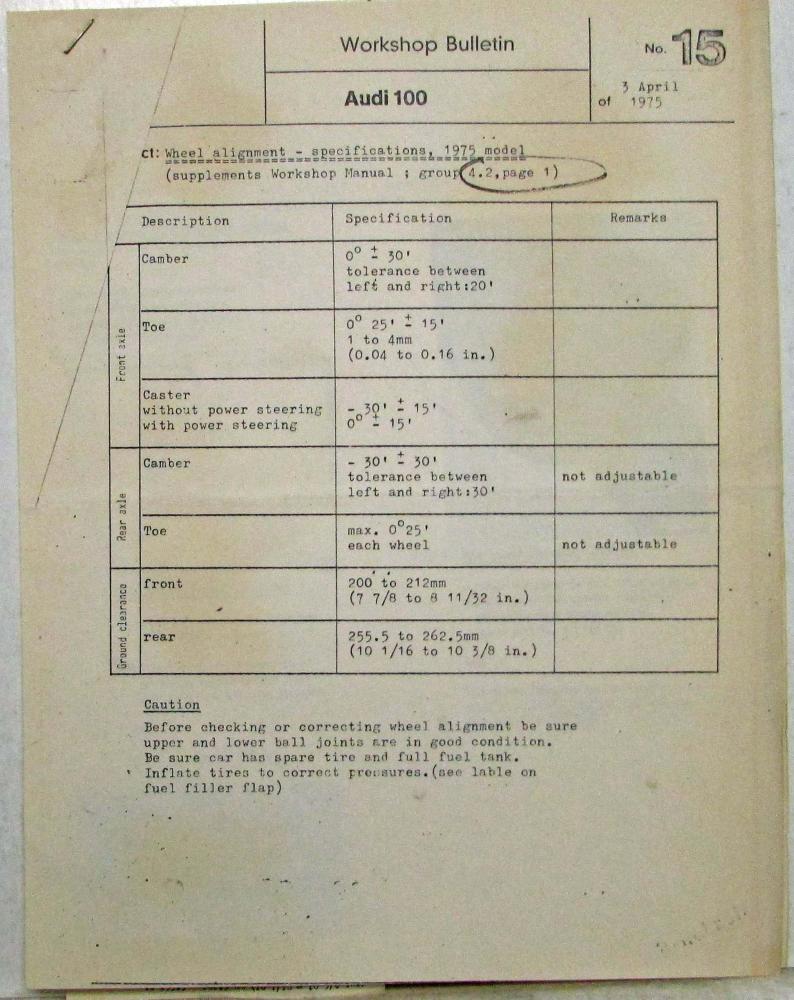 Workshop Bulletin
No. 15
Audi 100
3 April
of 1975
ct: Wheel alignment - specifications, 1975 model
(supplements Workshop Manual ; group 4.2,page 1)
Description Specification Remarks
Front axle
Camber 0° ± 30'
tolerance between
left and right:20'
Toe 0° 25' ± 15'
1 to 4mm
(0.04 to 0.16 in.)
Caster
without power steering - 30' ± 15'
with power steering 0° ± 15'
Rear axle
Camber - 30' ± 30'
tolerance between not adjustable
left and right:30'
Toe max. 0°25'
each wheel not adjustable
Ground clearance
front 200 to 212mm
(7 7/8 to 8 11/32 in.)
rear 255.5 to 262.5mm
(10 1/16 to 10 3/8 in.)
Caution
Before checking or correcting wheel alignment be sure
upper and lower ball joints are in good condition.
Be sure car has spare tire and full fuel tank.
Inflate tires to correct pressures.(see lable on
fuel filler flap)